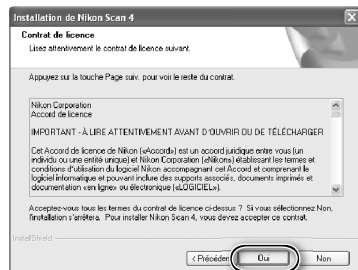 Installation de Nikon Scan 4
Contrat de licence
Lisez attentivement le contrat de licence suivant.
Appuyez sur la touche Page suiv. pour voir le reste du contrat.
Nikon Corporation
Accord de licence
IMPORTANT - À LIRE ATTENTIVEMENT AVANT D'OUVRIR OU DE TÉLÉCHARGER
Cet Accord de licence de Nikon («Accord») est un accord juridique entre vous (un
individu ou une entité unique) et Nikon Corporation («Nikon») établissant les termes et
conditions d'utilisation du logiciel Nikon accompagnant cet Accord et comprenant le
logiciel informatique et pouvant inclure des supports associés, documents imprimés et
documentation «en ligne» ou électronique («LOGICIEL»).
Acceptez-vous tous les termes du contrat de licence ci-dessus ? Si vous sélectionnez Non,
l'installation s'arrêtera. Pour installer Nikon Scan 4, vous devez accepter ce contrat.
InstallShield
< Précédent Oui Non